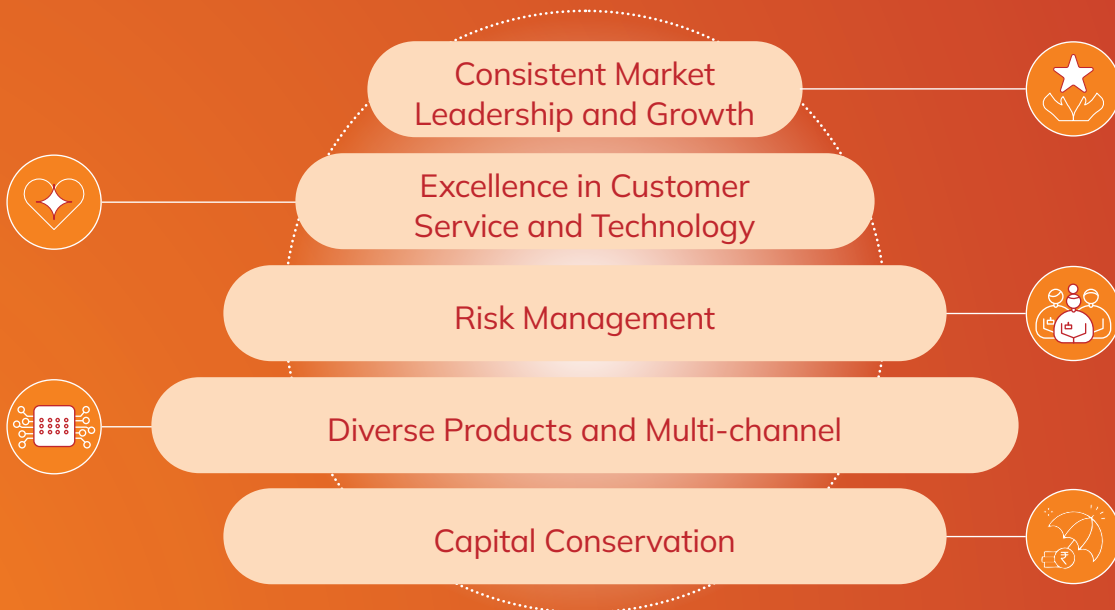 Consistent Market
Leadership and Growth
Excellence in Customer
Service and Technology
Risk Management
Diverse Products and Multi-channel
Capital Conservation
₹